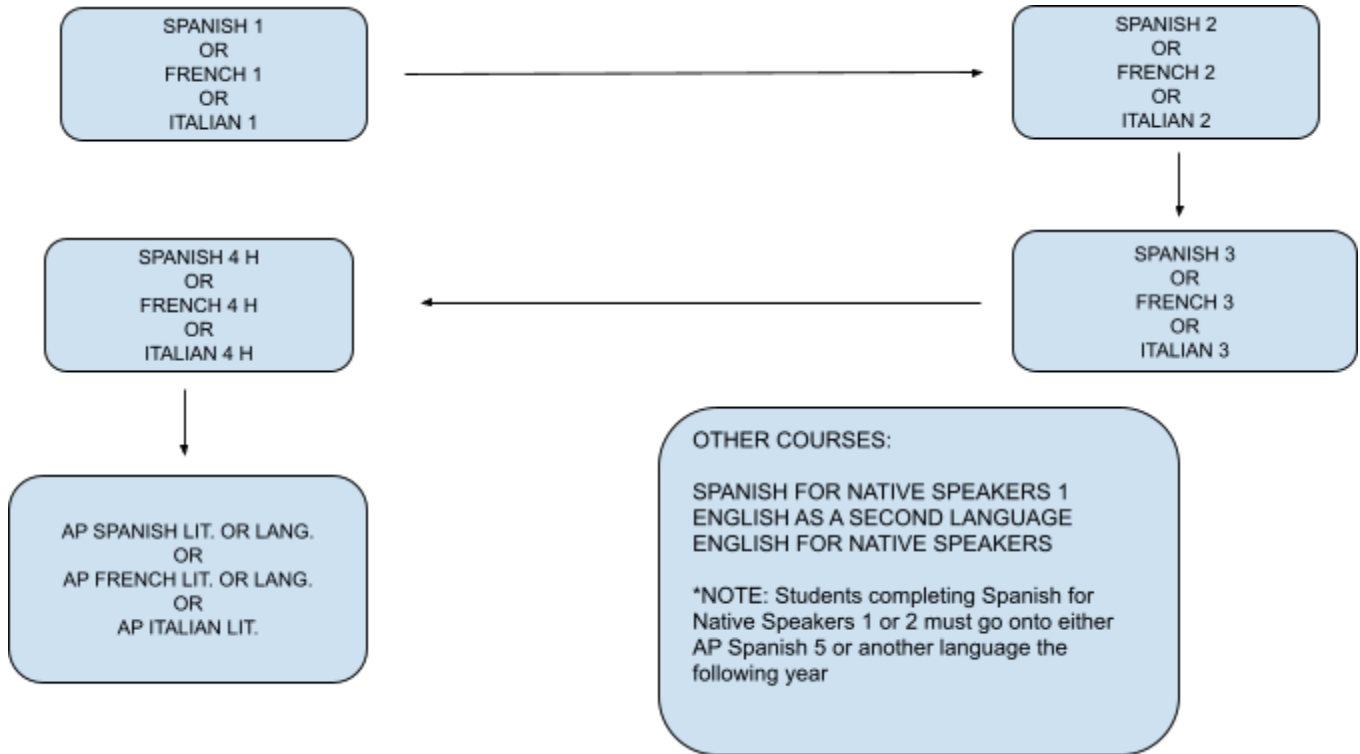 SPANISH 1
OR
FRENCH 1
OR
ITALIAN 1
SPANISH 2
OR
FRENCH 2
OR
ITALIAN 2
SPANISH 3
OR
FRENCH 3
OR
ITALIAN 3
SPANISH 4 H
OR
FRENCH 4 H
OR
ITALIAN 4 H
AP SPANISH LIT. OR LANG.
OR
AP FRENCH LIT. OR LANG.
OR
AP ITALIAN LIT.
OTHER COURSES:
SPANISH FOR NATIVE SPEAKERS 1
ENGLISH AS A SECOND LANGUAGE
ENGLISH FOR NATIVE SPEAKERS
*NOTE: Students completing Spanish for
Native Speakers 1 or 2 must go onto either
AP Spanish 5 or another language the
following year